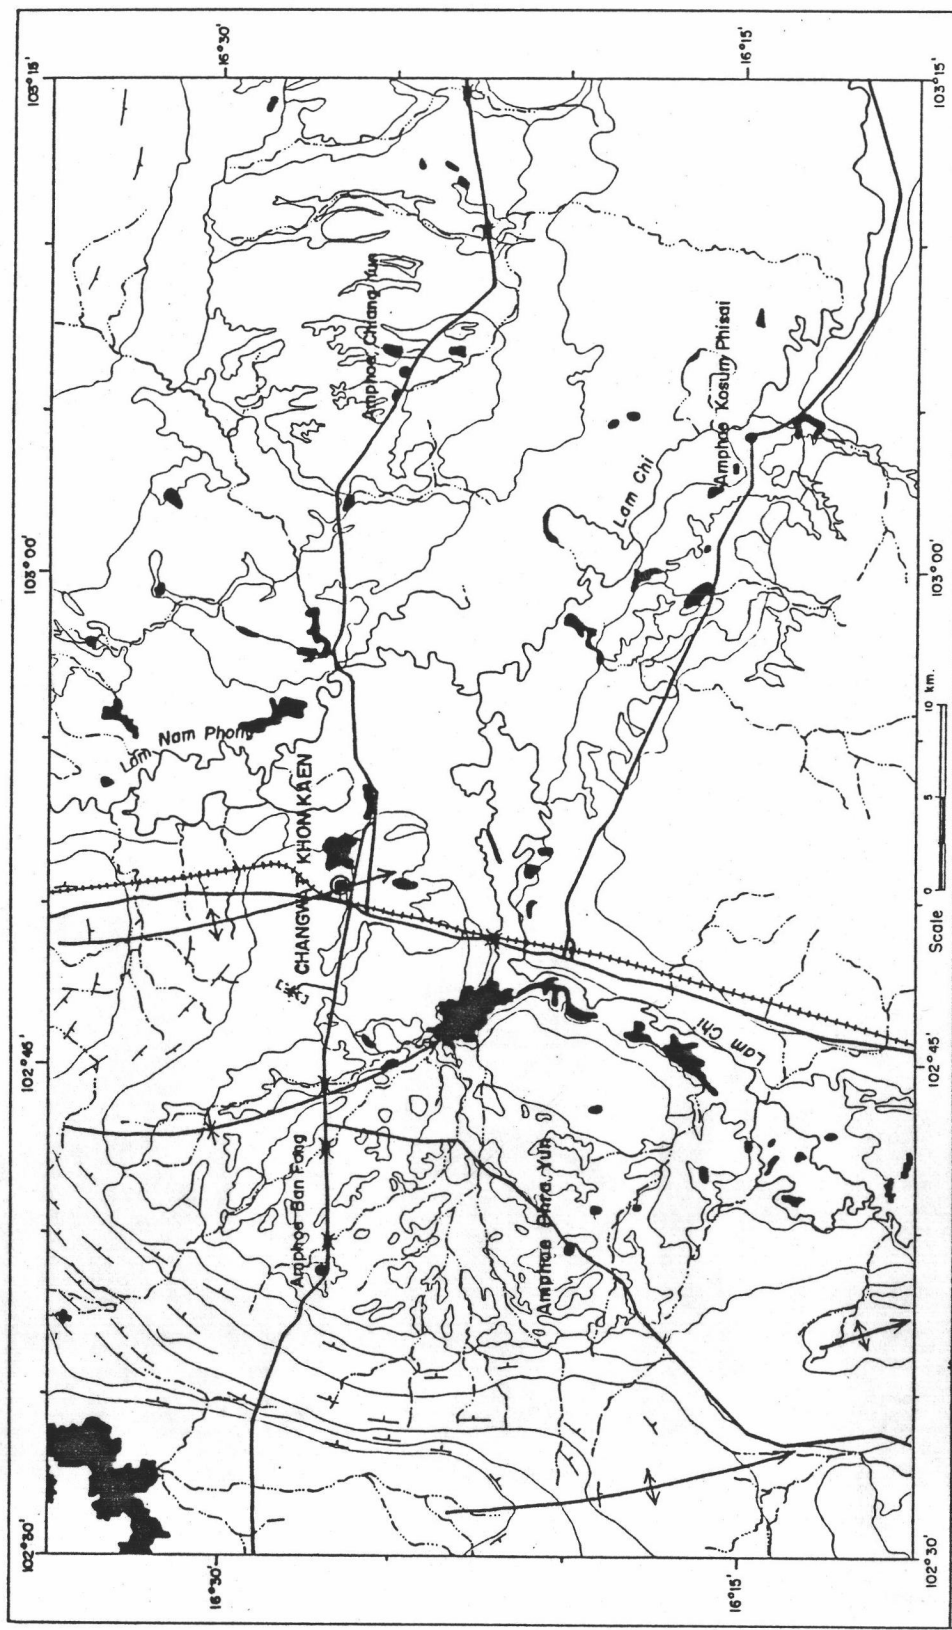 103°15'
103°00'
102°45'
102°30'
16°30'
16°30'
16°15'
16°15'
Amphoe Chiang Yun
Lam Chi
Amphoe Kosum Phisai
Lam Nam Phong
CHANGWAT KHON KAEN
Lam Chi
Amphoe Ban Fang
Amphoe Phra Yun
Scale 0 5 10 km.
103°15'
103°00'
102°45'
102°30'